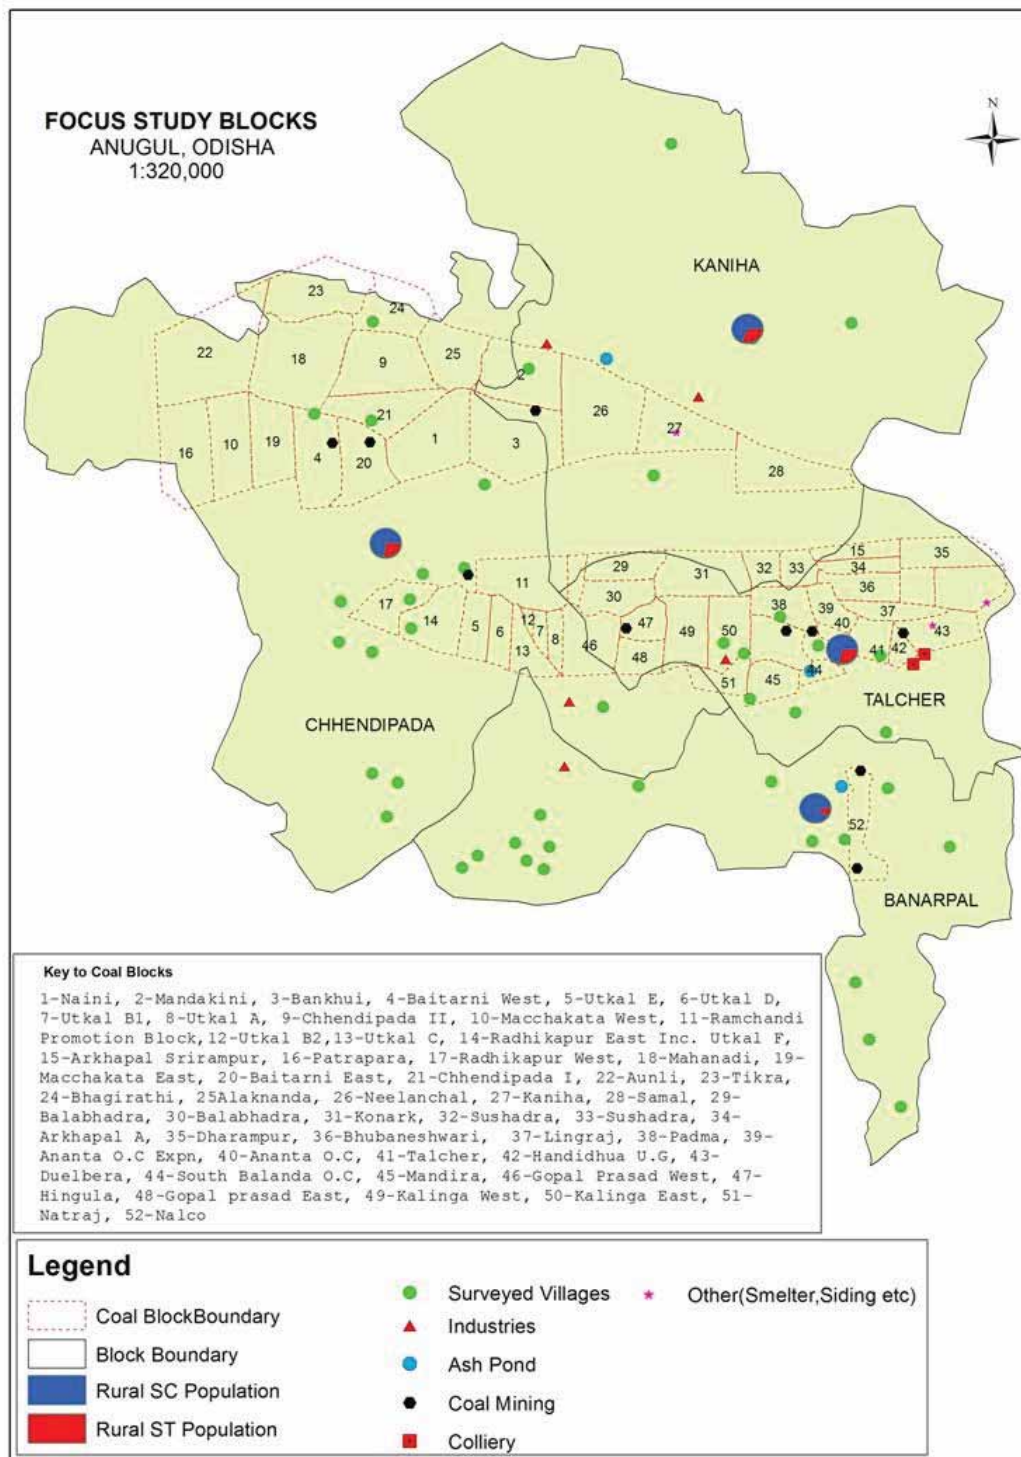 FOCUS STUDY BLOCKS
ANUGUL, ODISHA
1:320,000
N
KANIHA
23
24
22
18
9
25
2
26
27
21
16
10
19
4
20
1
3
28
15
35
29
31
32
33
34
11
36
17
30
38
39
37
14
5
6
12
7
8
46
47
49
50
40
43
13
48
41
42
51
45
44
CHHENDIPADA
TALCHER
52
BANARPAL
Key to Coal Blocks
1-Naini, 2-Mandakini, 3-Bankhui, 4-Baitarni West, 5-Utkal E, 6-Utkal D,
7-Utkal B1, 8-Utkal A, 9-Chhendipada II, 10-Macchakata West, 11-Ramchandi
Promotion Block,12-Utkal B2,13-Utkal C, 14-Radhikapur East Inc. Utkal F,
15-Arkhapal Srirampur, 16-Patrapara, 17-Radhikapur West, 18-Mahanadi, 19-
Macchakata East, 20-Baitarni East, 21-Chhendipada I, 22-Aunli, 23-Tikra,
24-Bhagirathi, 25Alaknanda, 26-Neelanchal, 27-Kaniha, 28-Samal, 29-
Balabhadra, 30-Balabhadra, 31-Konark, 32-Sushadra, 33-Sushadra, 34-
Arkhapal A, 35-Dharampur, 36-Bhubaneshwari, 37-Lingraj, 38-Padma, 39-
Ananta O.C Expn, 40-Ananta O.C, 41-Talcher, 42-Handidhua U.G, 43-
Duelbera, 44-South Balanda O.C, 45-Mandira, 46-Gopal Prasad West, 47-
Hingula, 48-Gopal prasad East, 49-Kalinga West, 50-Kalinga East, 51-
Natraj, 52-Nalco
Legend
Coal BlockBoundary
Block Boundary
Rural SC Population
Rural ST Population
Surveyed Villages
Industries
Ash Pond
Coal Mining
Colliery
Other(Smelter,Siding etc)